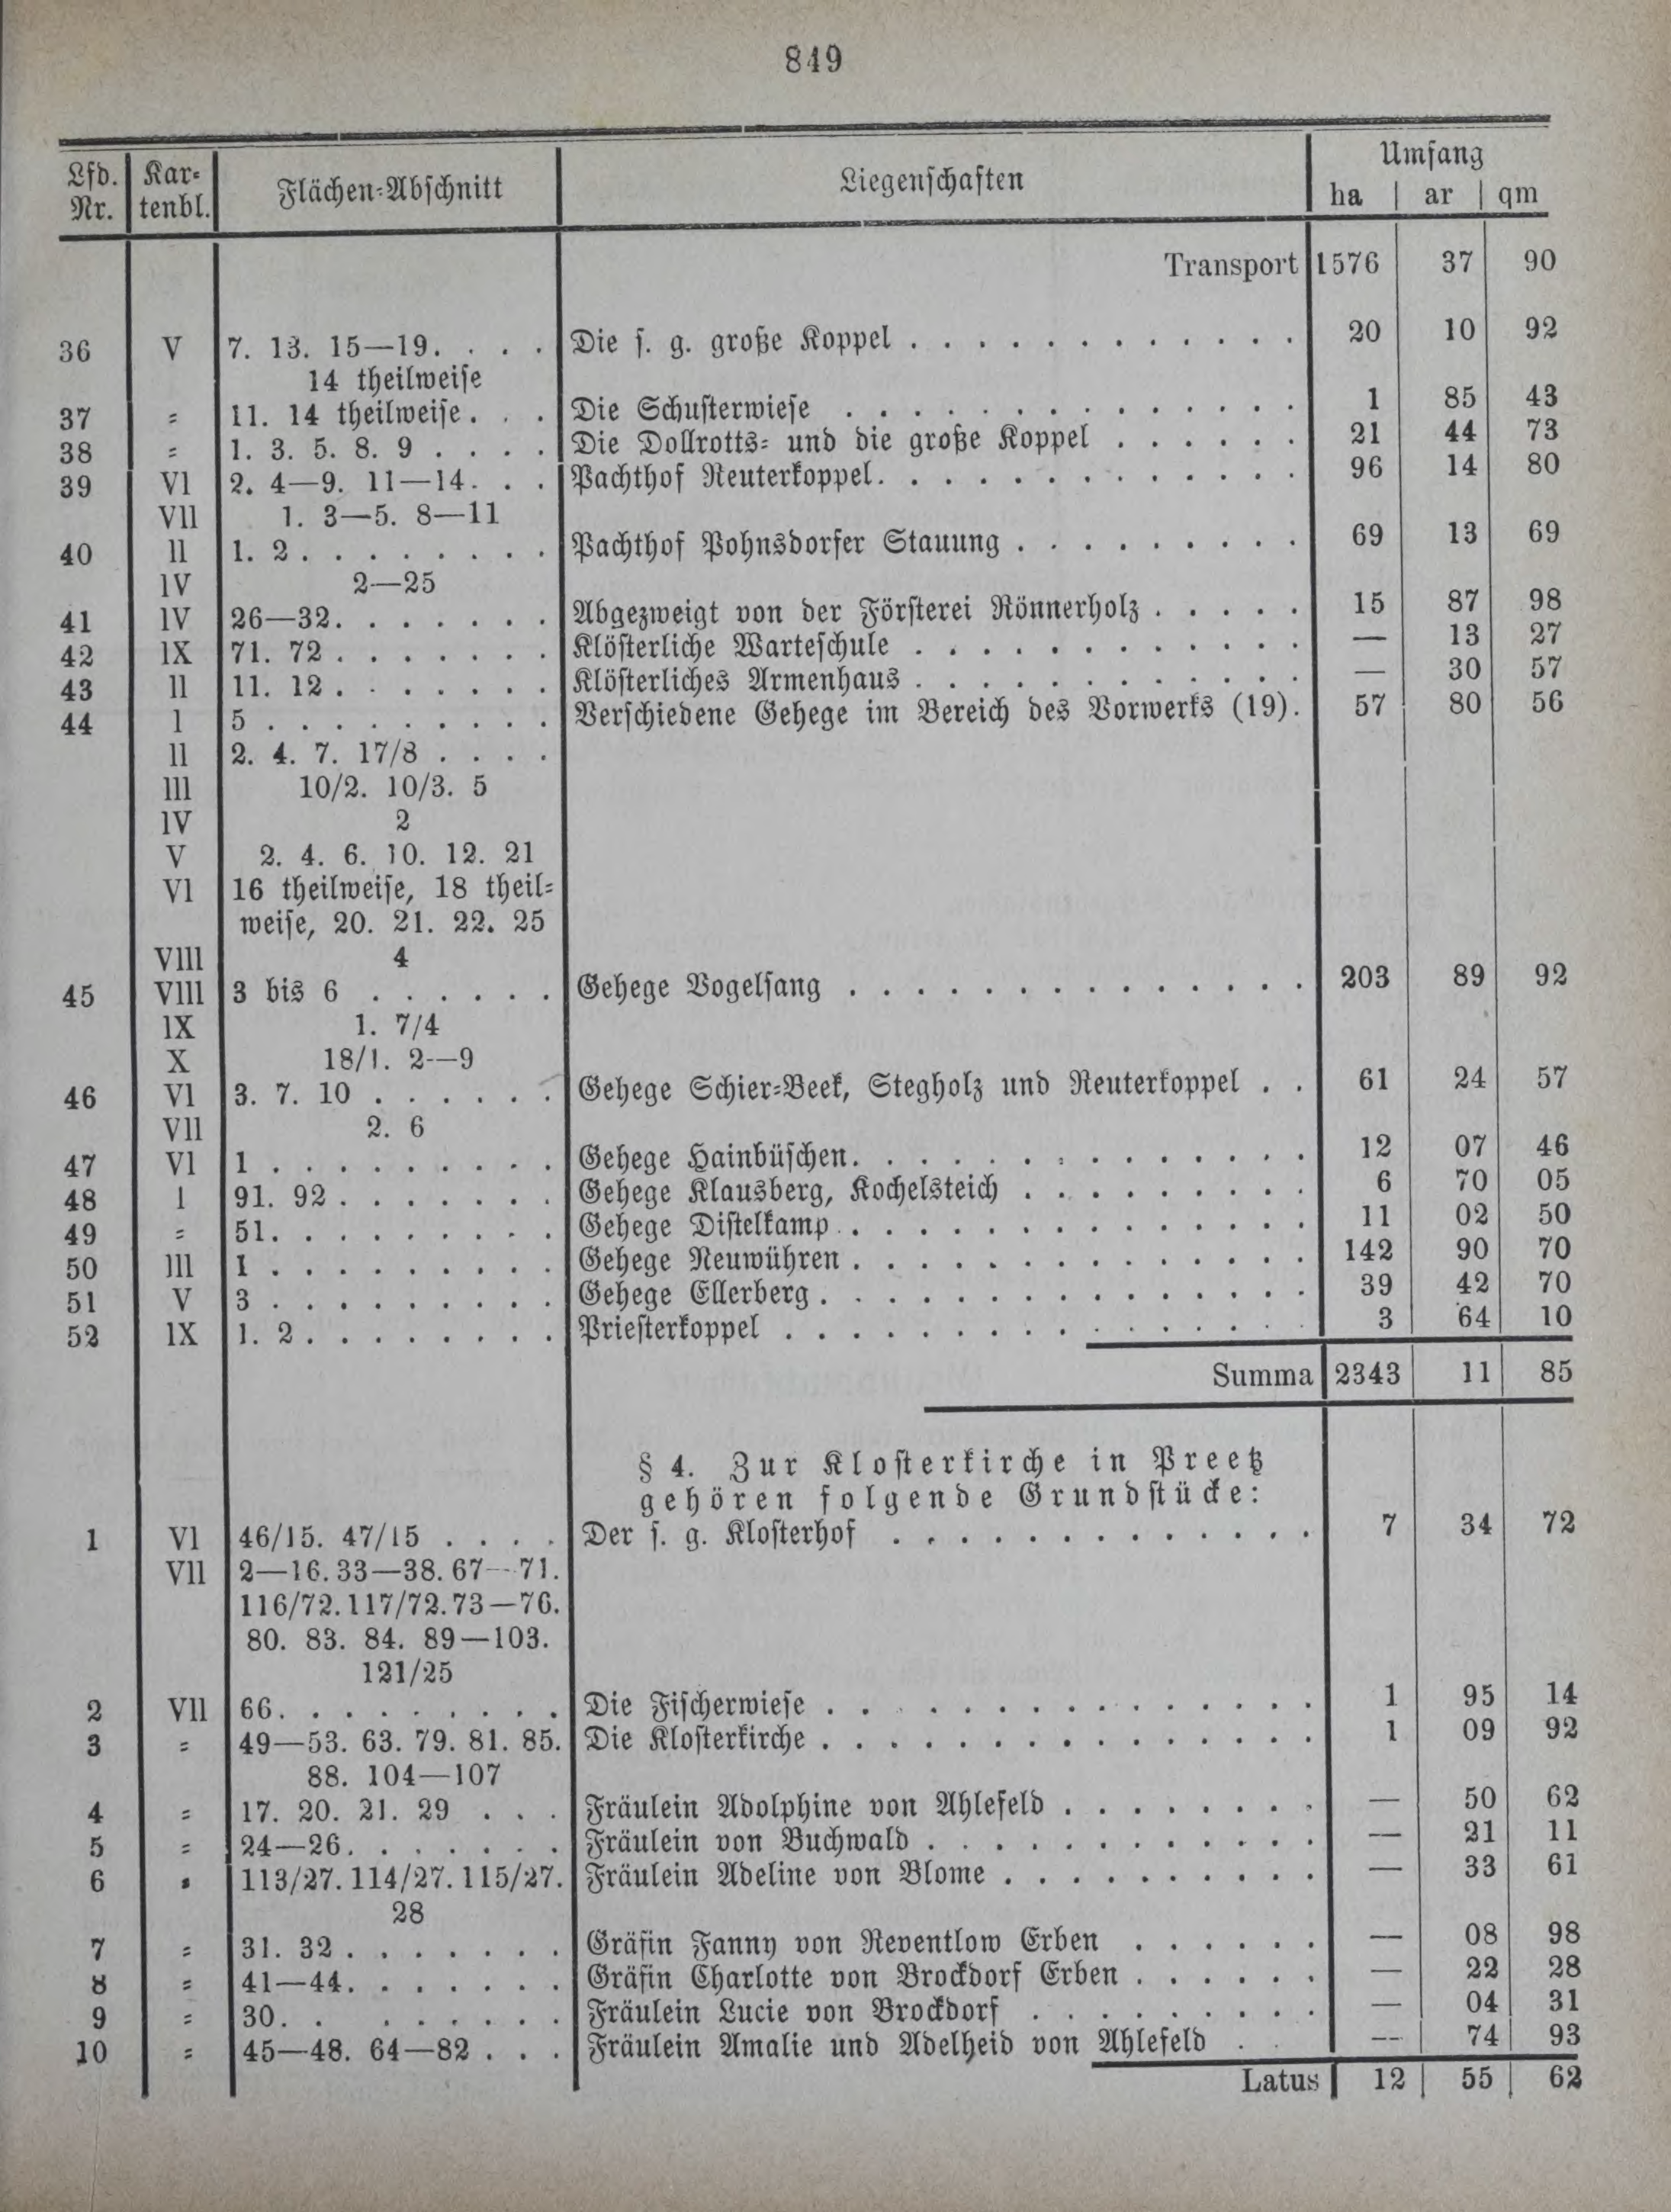 849
Lfd. Nr. | Kartenbl. | Flächen-Abschnitt | Liegenschaften | Umfang ha | ar | qm
Transport 1576 37 90
36 V 7. 13. 15—19. . . . Die s. g. große Koppel . . . 20 10 92
14 theilweise
37 = 11. 14 theilweise. . . Die Schusterwiese . . . 1 85 43
38 = 1. 3. 5. 8. 9 . . . . Die Dollrotts- und die große Koppel . . . 21 44 73
39 VI 2. 4—9. 11—14. . . Pachthof Reuterkoppel. . . . 96 14 80
VII 1. 3—5. 8—11
40 II 1. 2 . . . Pachthof Pohnsdorfer Stauung . . . 69 13 69
IV 2—25
41 IV 26—32. . . . Abgezweigt von der Försterei Rönnerholz . . . 15 87 98
42 IX 71. 72 . . . Klösterliche Warteschule . . . — 13 27
43 II 11. 12 . . . Klösterliches Armenhaus . . . — 30 57
44 I 5 . . . Verschiedene Gehege im Bereich des Vorwerks (19). 57 80 56
II 2. 4. 7. 17/8 . . . .
III 10/2. 10/3. 5
IV 2
V 2. 4. 6. 10. 12. 21
VI 16 theilweise, 18 theil-
weise, 20. 21. 22. 25
VIII 4
45 VIII 3 bis 6 . . . Gehege Vogelsang . . . 203 89 92
IX 1. 7/4
X 18/1. 2—9
46 VI 3. 7. 10 . . . Gehege Schier-Beek, Stegholz und Reuterkoppel . . 61 24 57
VII 2. 6
47 VI 1 . . . Gehege Hainbüschen. . . . 12 07 46
48 I 91. 92 . . . Gehege Klausberg, Kochelsteich . . . 6 70 05
49 = 51. . . . Gehege Distelkamp . . . 11 02 50
50 III 1 . . . Gehege Neuwühren . . . 142 90 70
51 V 3 . . . Gehege Ellerberg . . . 39 42 70
52 IX 1. 2 . . . Priesterkoppel . . . 3 64 10
Summa 2343 11 85
§ 4. Zur Klosterkirche in Preetz
gehören folgende Grundstücke:
1 VI 46/15. 47/15 . . . . Der s. g. Klosterhof . . . 7 34 72
VII 2—16. 33—38. 67—71.
116/72. 117/72. 73—76.
80. 83. 84. 89—103.
121/25
2 VII 66. . . . Die Fischerwiese . . . 1 95 14
3 = 49—53. 63. 79. 81. 85. Die Klosterkirche . . . 1 09 92
88. 104—107
4 = 17. 20. 21. 29 . . . Fräulein Adolphine von Ahlefeld . . . — 50 62
5 = 24—26. . . . Fräulein von Buchwald . . . — 21 11
6 = 113/27. 114/27. 115/27. Fräulein Adeline von Blome . . . — 33 61
28
7 = 31. 32 . . . Gräfin Fanny von Reventlow Erben . . . — 08 98
8 = 41—44. . . . Gräfin Charlotte von Brockdorf Erben . . . — 22 28
9 = 30. . . . Fräulein Lucie von Brockdorf . . . — 04 31
10 = 45—48. 64—82 . . . Fräulein Amalie und Adelheid von Ahlefeld . . — 74 93
Latus 12 55 62